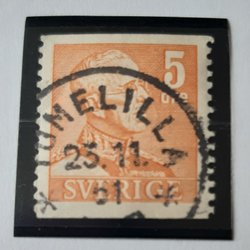 5
ÖRE
TOMELILLA
25.11.
51
SVERIGE